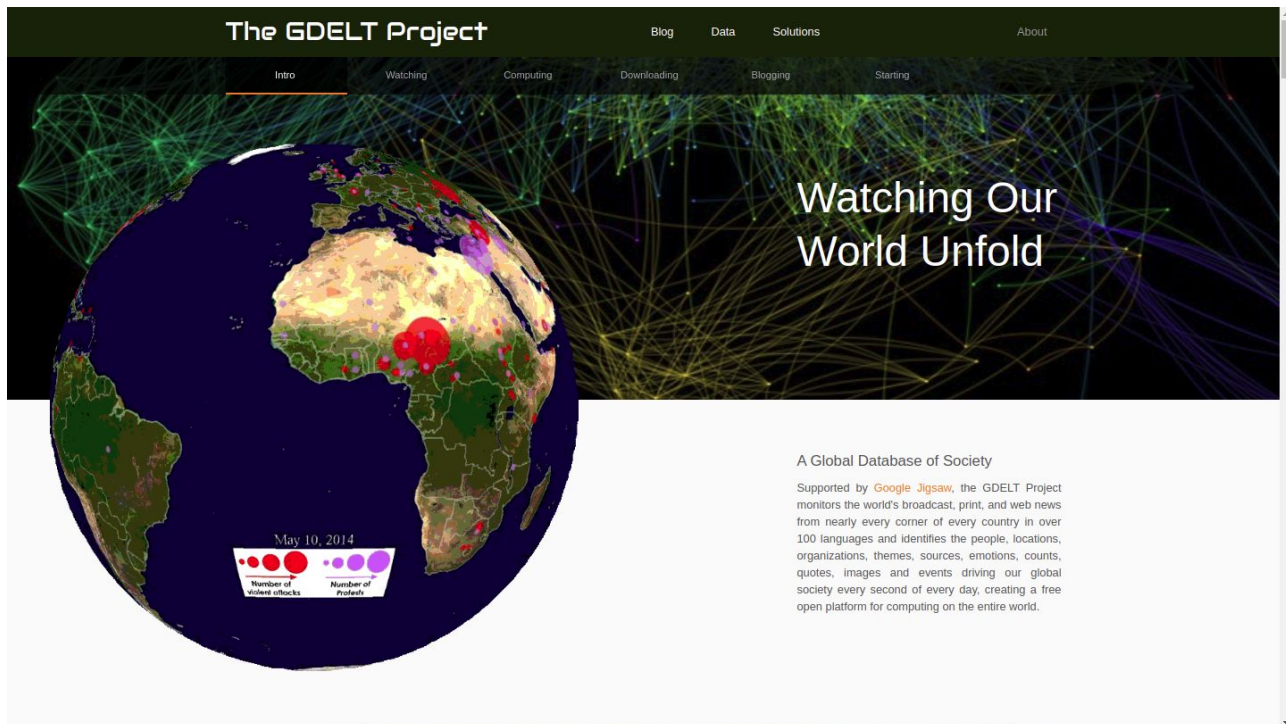 The GDELT Project
Blog
Data
Solutions
About
Intro
Watching
Computing
Downloading
Blogging
Starting
Watching Our
World Unfold
May 10, 2014
Number of
violent attacks
Number of
Protests
A Global Database of Society
Supported by Google Jigsaw, the GDELT Project
monitors the world's broadcast, print, and web news
from nearly every corner of every country in over
100 languages and identifies the people, locations,
organizations, themes, sources, emotions, counts,
quotes, images and events driving our global
society every second of every day, creating a free
open platform for computing on the entire world.